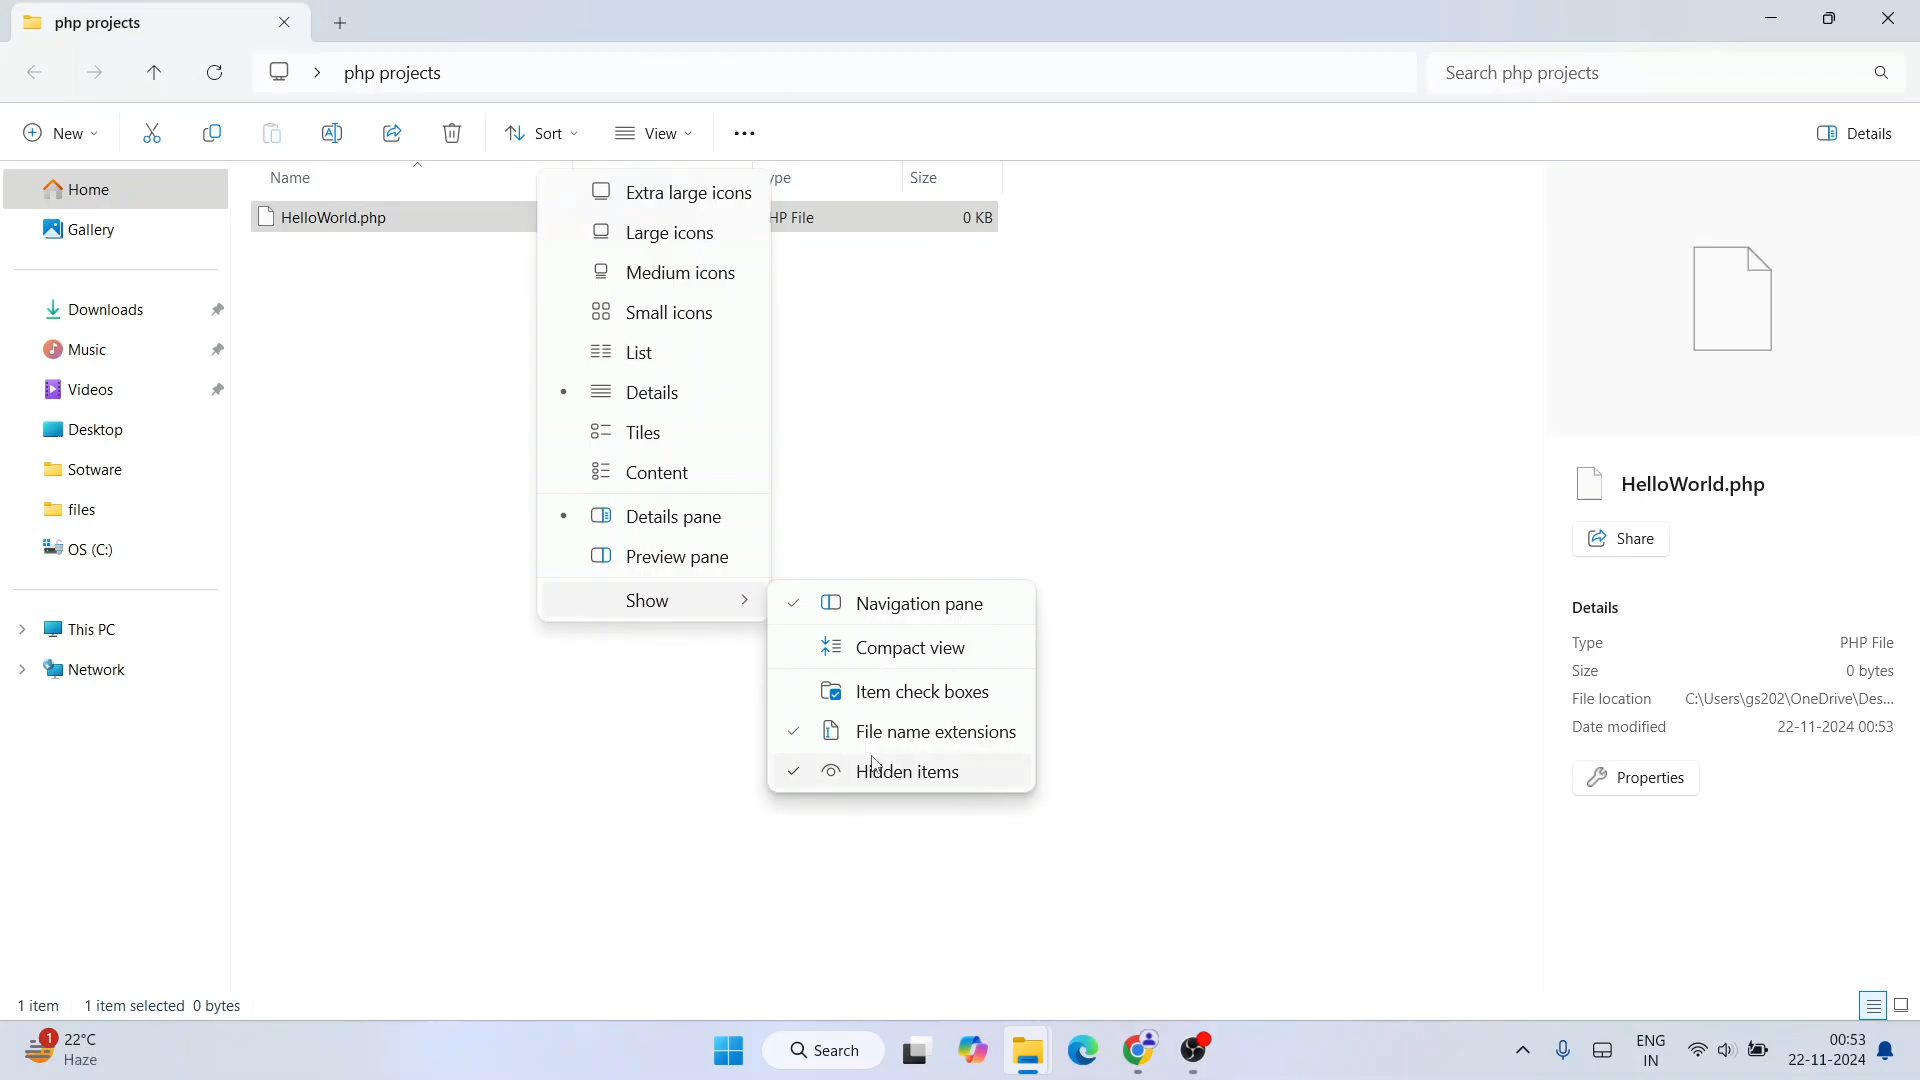 php projects
php projects
Search php projects
New
Sort
View
Details
Home
Gallery
Downloads
Music
Videos
Desktop
Sotware
files
OS (C:)
This PC
Network
Name
ype
Size
HelloWorld.php
HP File
0 KB
Extra large icons
Large icons
Medium icons
Small icons
List
Details
Tiles
Content
Details pane
Preview pane
Show
Navigation pane
Compact view
Item check boxes
File name extensions
Hidden items
HelloWorld.php
Share
Details
Type PHP File
Size 0 bytes
File location C:\Users\gs202\OneDrive\Des...
Date modified 22-11-2024 00:53
Properties
1 item 1 item selected 0 bytes
1
22°C
Haze
Search
ENG
IN
00:53
22-11-2024